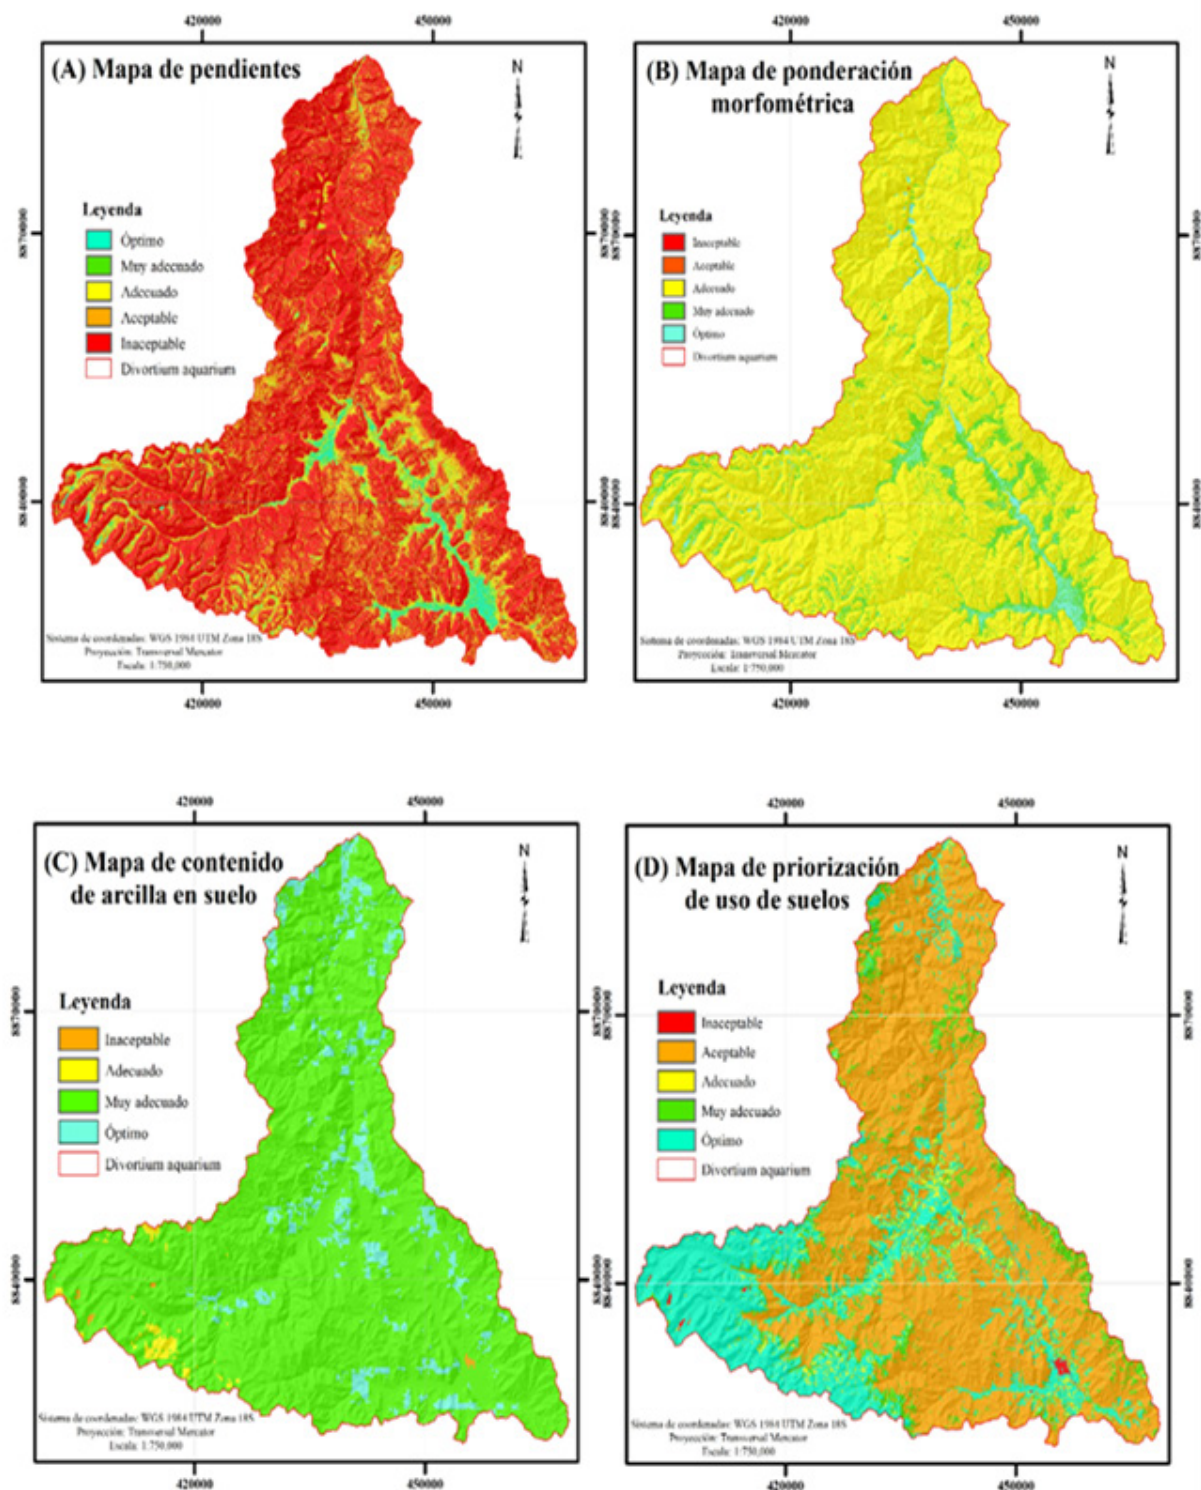 420000 450000
420000 450000
(A) Mapa de pendientes
N
Leyenda
Óptimo
Muy adecuado
Adecuado
Aceptable
Inaceptable
Divortium aquarium
8870000
8840000
8870000
8840000
Sistema de coordenadas: WGS 1984 UTM Zona 18S
Proyección: Transversal Mercator
Escala: 1:750,000
420000 450000
(B) Mapa de ponderación
morfométrica
N
Leyenda
Inaceptable
Aceptable
Adecuado
Muy adecuado
Óptimo
Divortium aquarium
8870000
8840000
8870000
8840000
Sistema de coordenadas: WGS 1984 UTM Zona 18S
Proyección: Transversal Mercator
Escala: 1:750,000
420000 450000
420000 450000
420000 450000
(C) Mapa de contenido
de arcilla en suelo
N
Leyenda
Inaceptable
Adecuado
Muy adecuado
Óptimo
Divortium aquarium
8870000
8840000
8870000
8840000
Sistema de coordenadas: WGS 1984 UTM Zona 18S
Proyección: Transversal Mercator
Escala: 1:750,000
420000 450000
(D) Mapa de priorización
de uso de suelos
N
Leyenda
Inaceptable
Aceptable
Adecuado
Muy adecuado
Óptimo
Divortium aquarium
8870000
8840000
Sistema de coordenadas: WGS 1984 UTM Zona 18S
Proyección: Transversal Mercator
Escala: 1:750,000
420000 450000